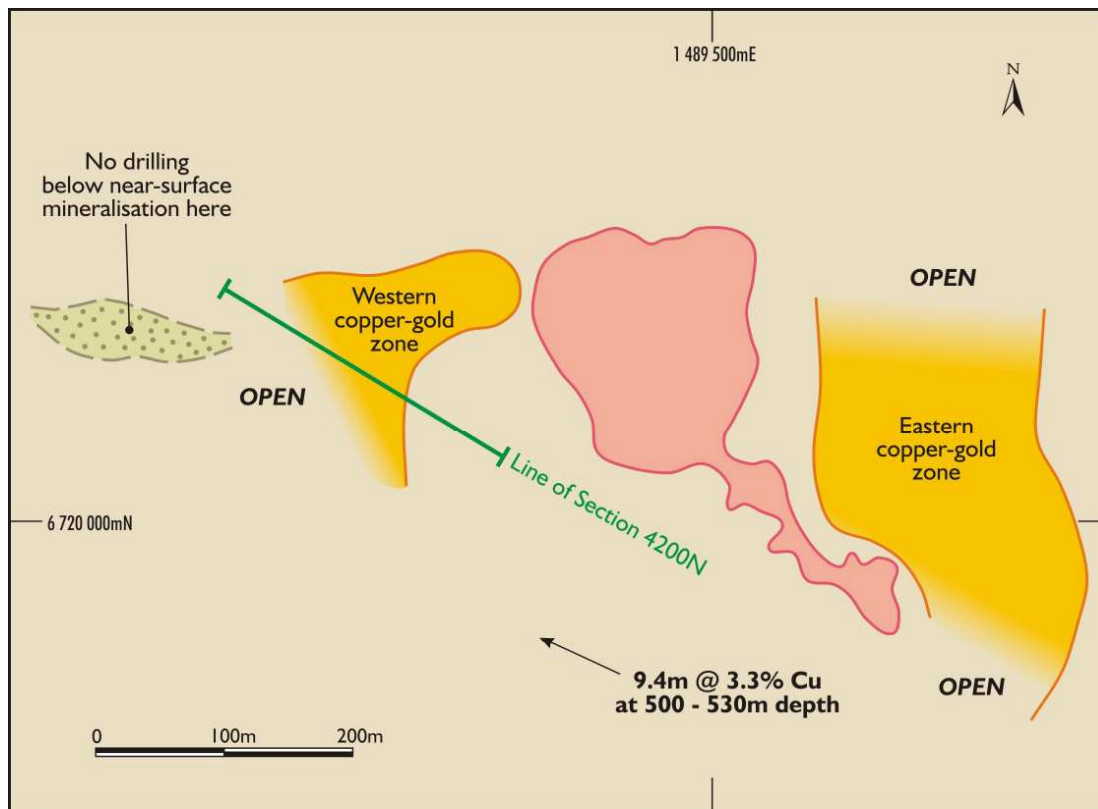 1 489 500mE
N
No drilling
below near-surface
mineralisation here
OPEN
Western
copper-gold
zone
OPEN
Eastern
copper-gold
zone
Line of Section 4200N
6 720 000mN
9.4m @ 3.3% Cu
at 500 - 530m depth
OPEN
0 100m 200m